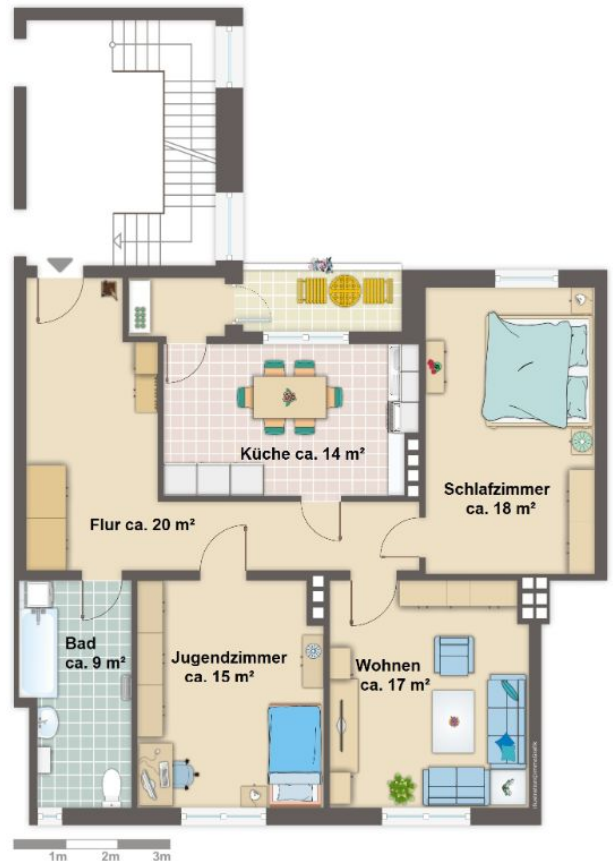 Küche ca. 14 m²
Schlafzimmer
ca. 18 m²
Flur ca. 20 m²
Bad
ca. 9 m²
Jugendzimmer
ca. 15 m²
Wohnen
ca. 17 m²
1m 2m 3m